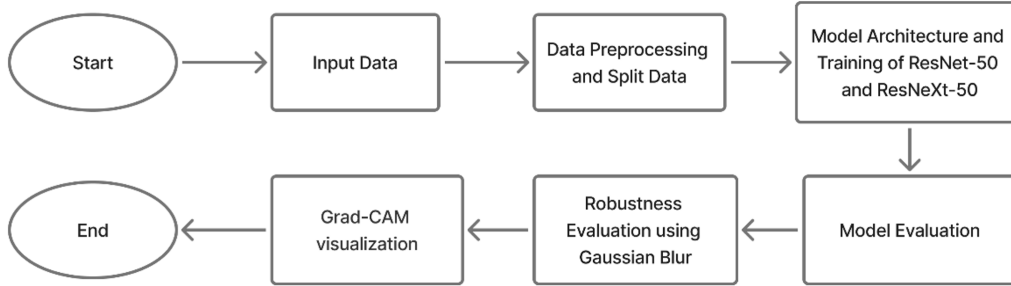 Start
Input Data
Data Preprocessing
and Split Data
Model Architecture and
Training of ResNet-50
and ResNeXt-50
Model Evaluation
Robustness
Evaluation using
Gaussian Blur
Grad-CAM
visualization
End